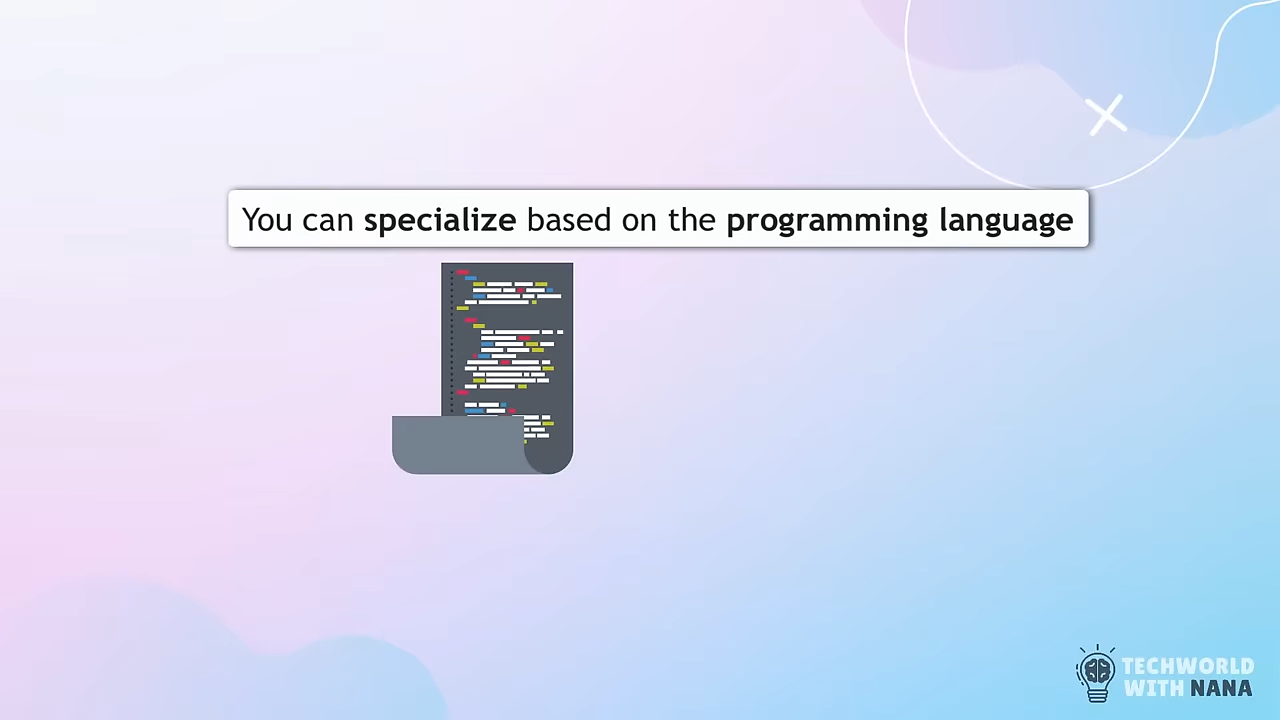 You can specialize based on the programming language
TECHWORLD
WITH NANA